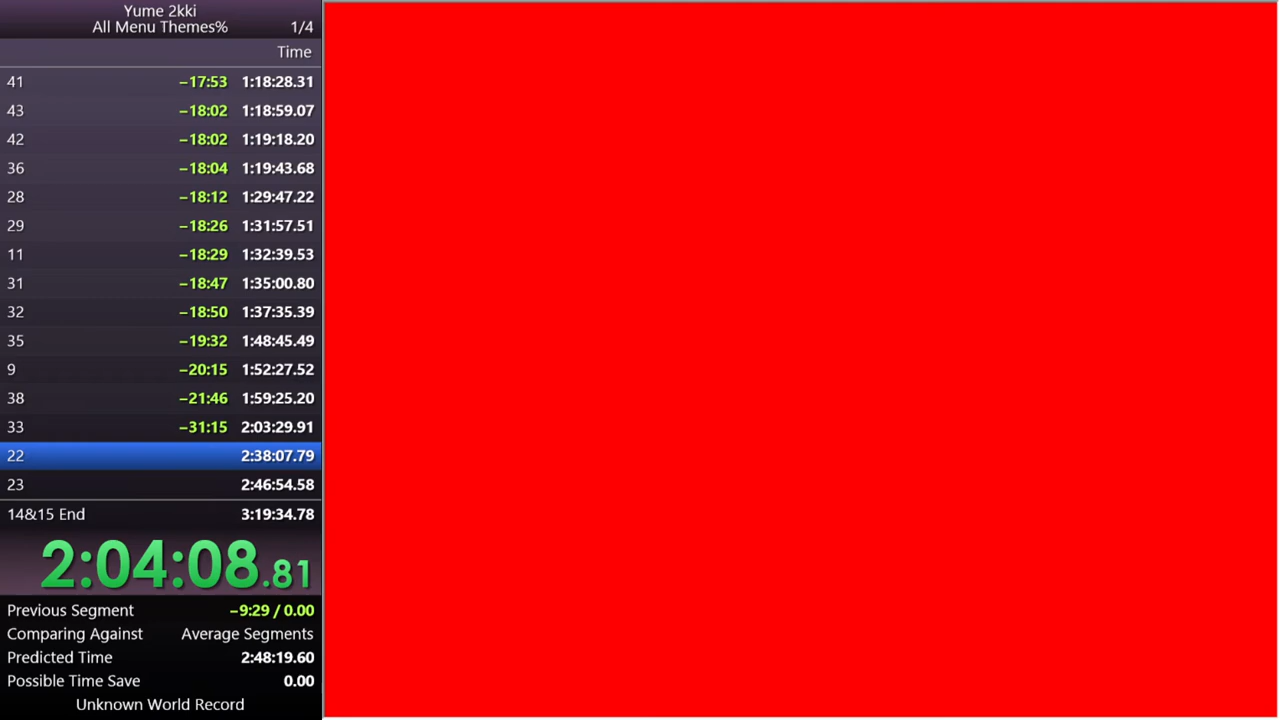 Yume 2kki
All Menu Themes% 1/4
Time
41 −17:53 1:18:28.31
43 −18:02 1:18:59.07
42 −18:02 1:19:18.20
36 −18:04 1:19:43.68
28 −18:12 1:29:47.22
29 −18:26 1:31:57.51
11 −18:29 1:32:39.53
31 −18:47 1:35:00.80
32 −18:50 1:37:35.39
35 −19:32 1:48:45.49
9 −20:15 1:52:27.52
38 −21:46 1:59:25.20
33 −31:15 2:03:29.91
22 2:38:07.79
23 2:46:54.58
14&15 End 3:19:34.78
2:04:08.81
Previous Segment −9:29 / 0.00
Comparing Against Average Segments
Predicted Time 2:48:19.60
Possible Time Save 0.00
Unknown World Record